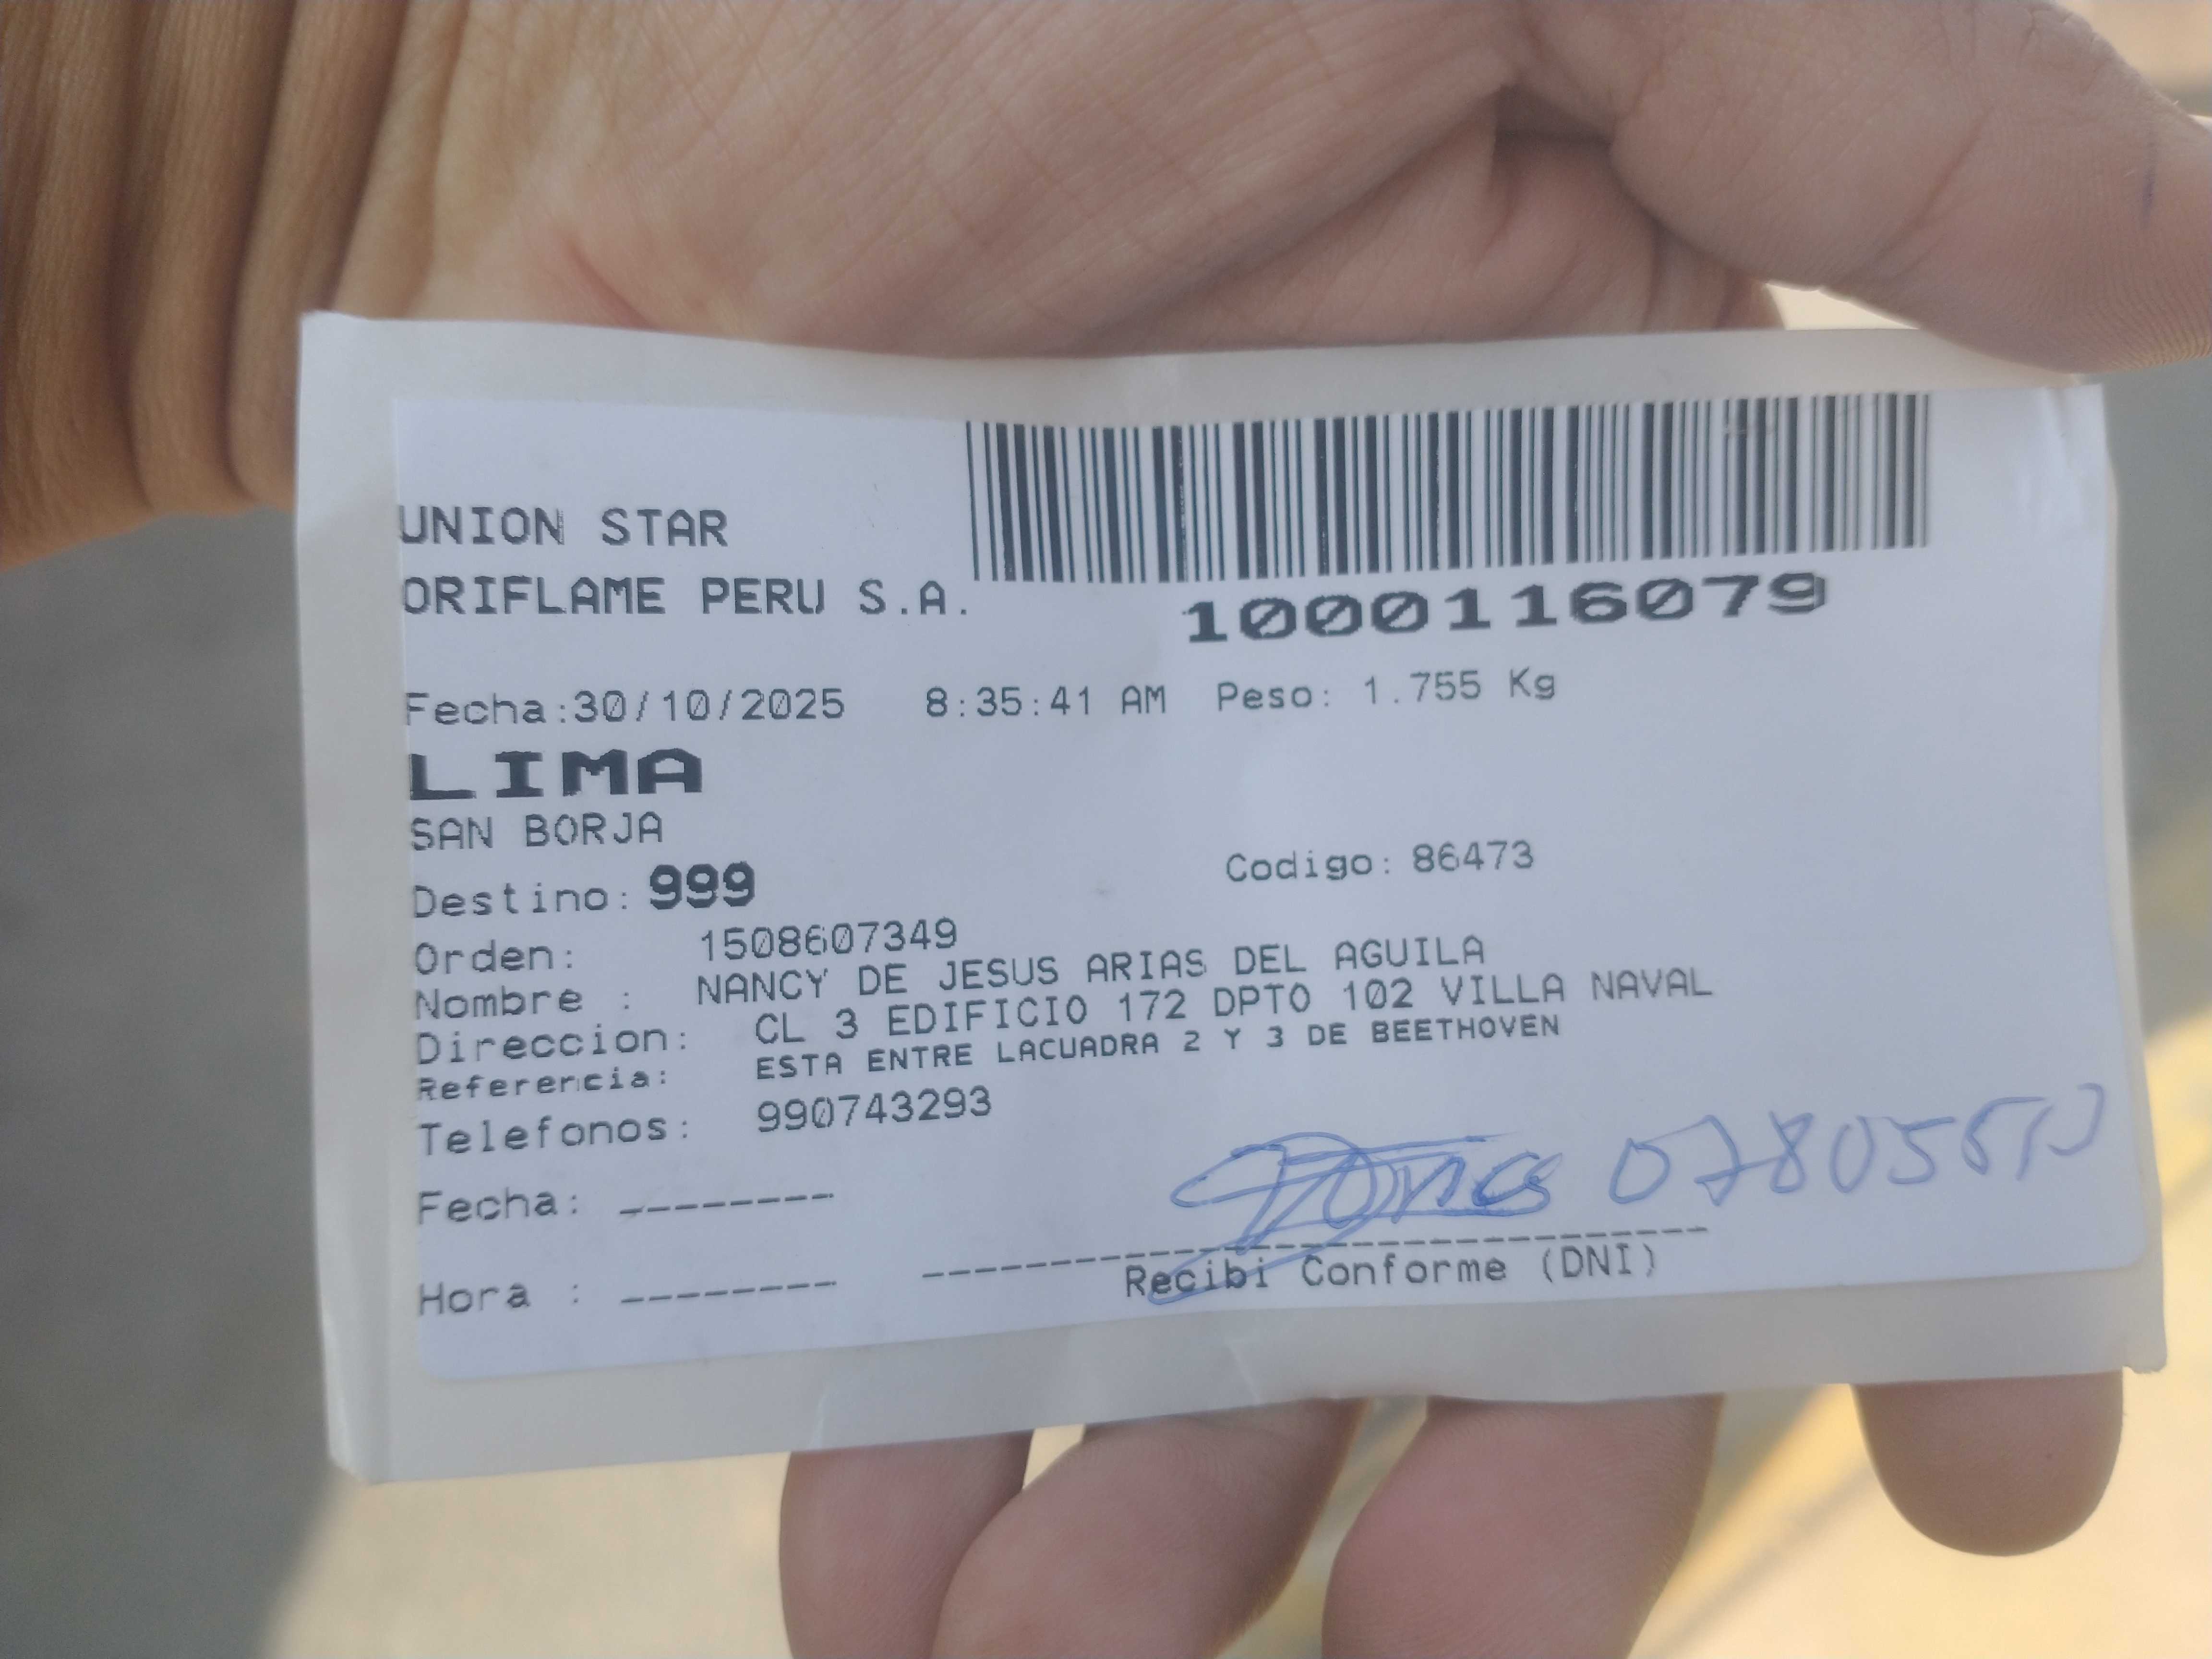 UNION STAR
ORIFLAME PERU S.A.
1000116079
Fecha:30/10/2025 8:35:41 AM Peso: 1.755 Kg
LIMA
SAN BORJA
Destino: 999 Codigo: 86473
Orden: 1508607349
Nombre : NANCY DE JESUS ARIAS DEL AGUILA
Direccion: CL 3 EDIFICIO 172 DPTO 102 VILLA NAVAL
Referencia: ESTA ENTRE LACUADRA 2 Y 3 DE BEETHOVEN
Telefonos: 990743293
Fecha: --------
Hora : --------
Recibi Conforme (DNI)